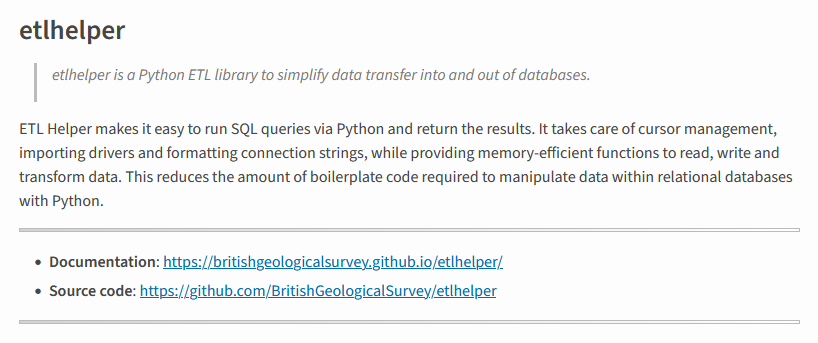 etlhelper
etlhelper is a Python ETL library to simplify data transfer into and out of databases.
ETL Helper makes it easy to run SQL queries via Python and return the results. It takes care of cursor management,
importing drivers and formatting connection strings, while providing memory-efficient functions to read, write and
transform data. This reduces the amount of boilerplate code required to manipulate data within relational databases
with Python.
• Documentation: https://britishgeologicalsurvey.github.io/etlhelper/
• Source code: https://github.com/BritishGeologicalSurvey/etlhelper